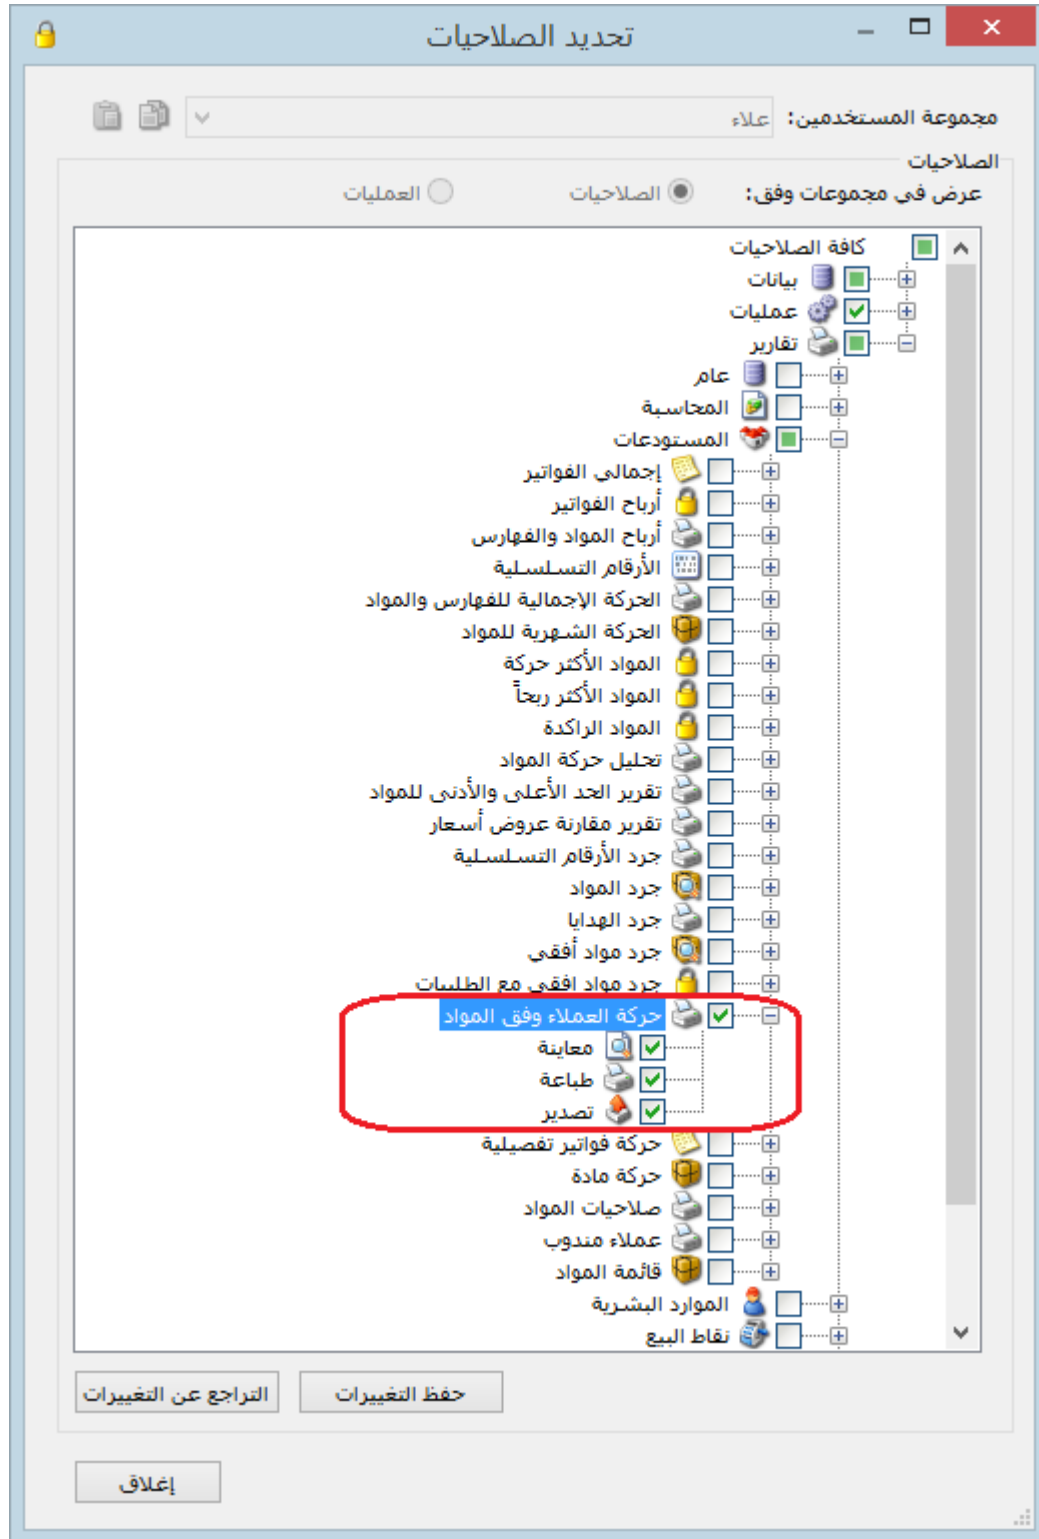 تحديد الصلاحيات
مجموعة المستخدمين: علاء
الصلاحيات
عرض في مجموعات وفق: الصلاحيات العمليات
كافة الصلاحيات
بيانات
عمليات
تقارير
عام
المحاسبة
المستودعات
إجمالي الفواتير
أرباح الفواتير
أرباح المواد والفهارس
الأرقام التسلسلية
الحركة الإجمالية للفهارس والمواد
الحركة الشهرية للمواد
المواد الأكثر حركة
المواد الأكثر ربحاً
المواد الراكدة
تحليل حركة المواد
تقرير الحد الأعلى والأدنى للمواد
تقرير مقارنة عروض أسعار
جرد الأرقام التسلسلية
جرد المواد
جرد الهدايا
جرد مواد أفقي
جرد مواد افقي مع الطلبيات
حركة العملاء وفق المواد
معاينة
طباعة
تصدير
حركة فواتير تفصيلية
حركة مادة
صلاحيات المواد
عملاء مندوب
قائمة المواد
الموارد البشرية
نقاط البيع
حفظ التغييرات التراجع عن التغييرات
إغلاق